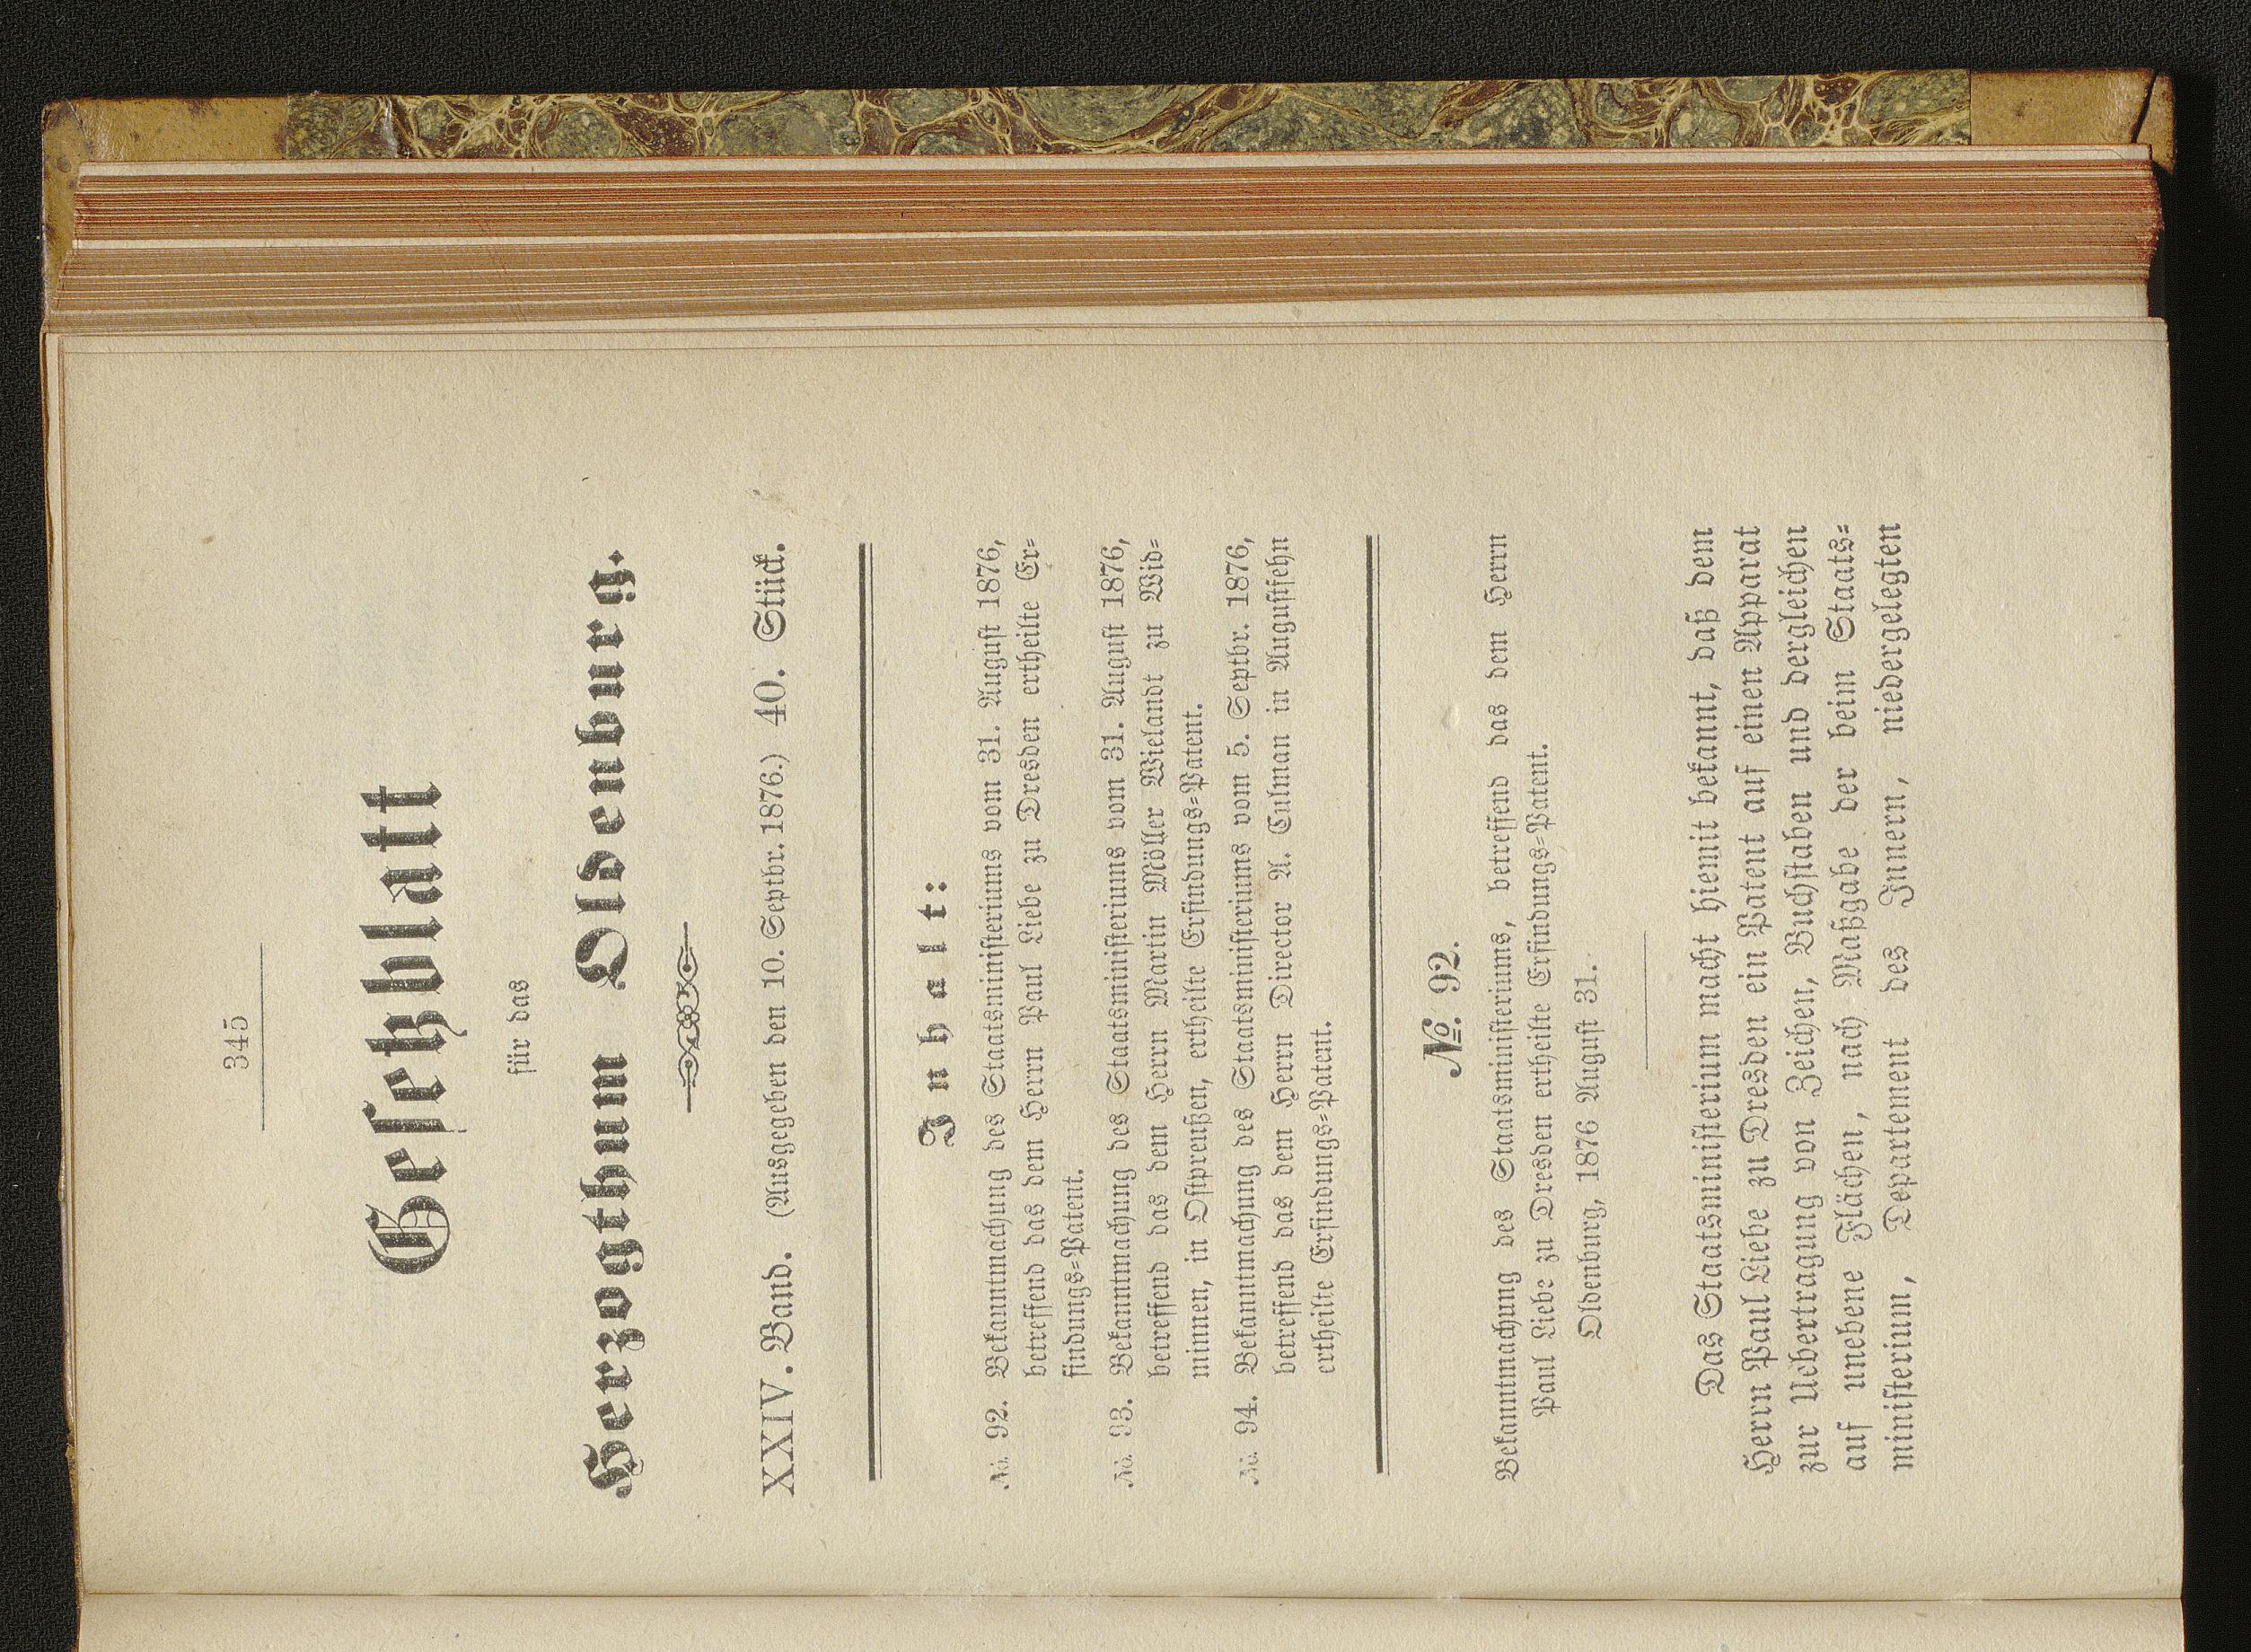 345
Gesetzblatt
für das
Herzogthum Oldenburg.
XXIV. Band. (Ausgegeben den 10. Septbr. 1876.) 40. Stück.
Inhalt:
№. 92. Bekanntmachung des Staatsministeriums vom 31. August 1876,
betreffend das dem Herrn Paul Liebe zu Dresden ertheilte Er-
findungs-Patent.
№. 93. Bekanntmachung des Staatsministeriums vom 31. August 1876,
betreffend das dem Herrn Martin Möller Wielandt zu Wid-
minnen, in Ostpreußen, ertheilte Erfindungs-Patent.
№. 94. Bekanntmachung des Staatsministeriums vom 5. Septbr. 1876,
betreffend das dem Herrn Director A. Culman in Augustfehn
ertheilte Erfindungs-Patent.
№. 92.
Bekanntmachung des Staatsministeriums, betreffend das dem Herrn
Paul Liebe zu Dresden ertheilte Erfindungs-Patent.
Oldenburg, 1876 August 31.
Das Staatsministerium macht hiemit bekannt, daß dem
Herrn Paul Liebe zu Dresden ein Patent auf einen Apparat
zur Uebertragung von Zeichen, Buchstaben und dergleichen
auf unebene Flächen, nach Maßgabe der beim Staats-
ministerium, Departement des Innern, niedergelegten